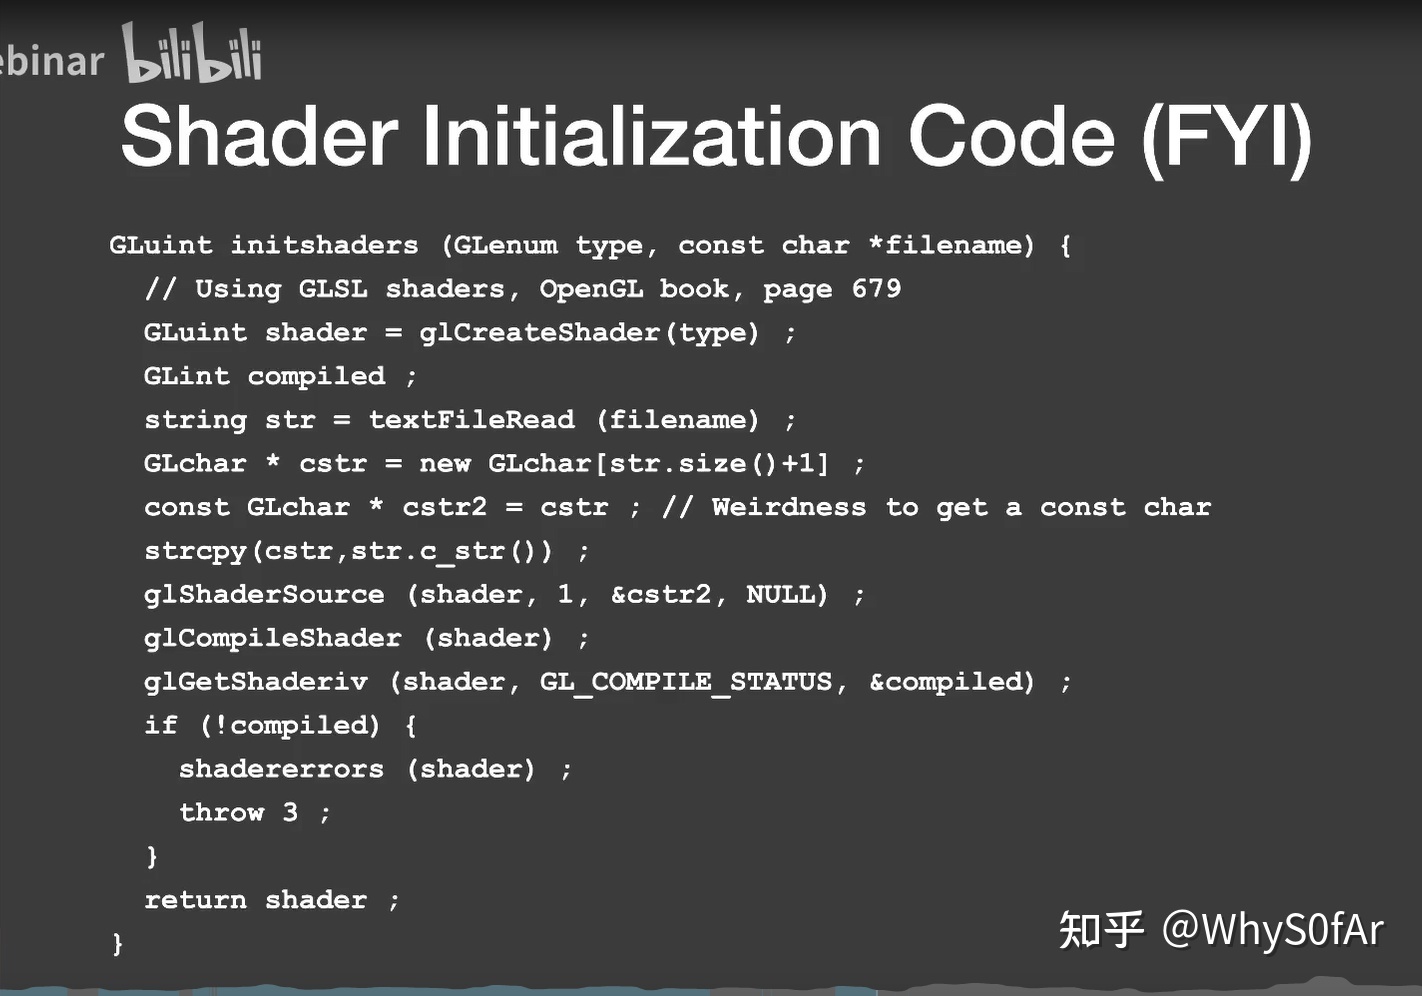 ebinar bilibili
Shader Initialization Code (FYI)
GLuint initshaders (GLenum type, const char *filename) {
// Using GLSL shaders, OpenGL book, page 679
GLuint shader = glCreateShader(type) ;
GLint compiled ;
string str = textFileRead (filename) ;
GLchar * cstr = new GLchar[str.size()+1] ;
const GLchar * cstr2 = cstr ; // Weirdness to get a const char
strcpy(cstr,str.c_str()) ;
glShaderSource (shader, 1, &cstr2, NULL) ;
glCompileShader (shader) ;
glGetShaderiv (shader, GL_COMPILE_STATUS, &compiled) ;
if (!compiled) {
shadererrors (shader) ;
throw 3 ;
}
return shader ;
}
知乎 @WhyS0fAr